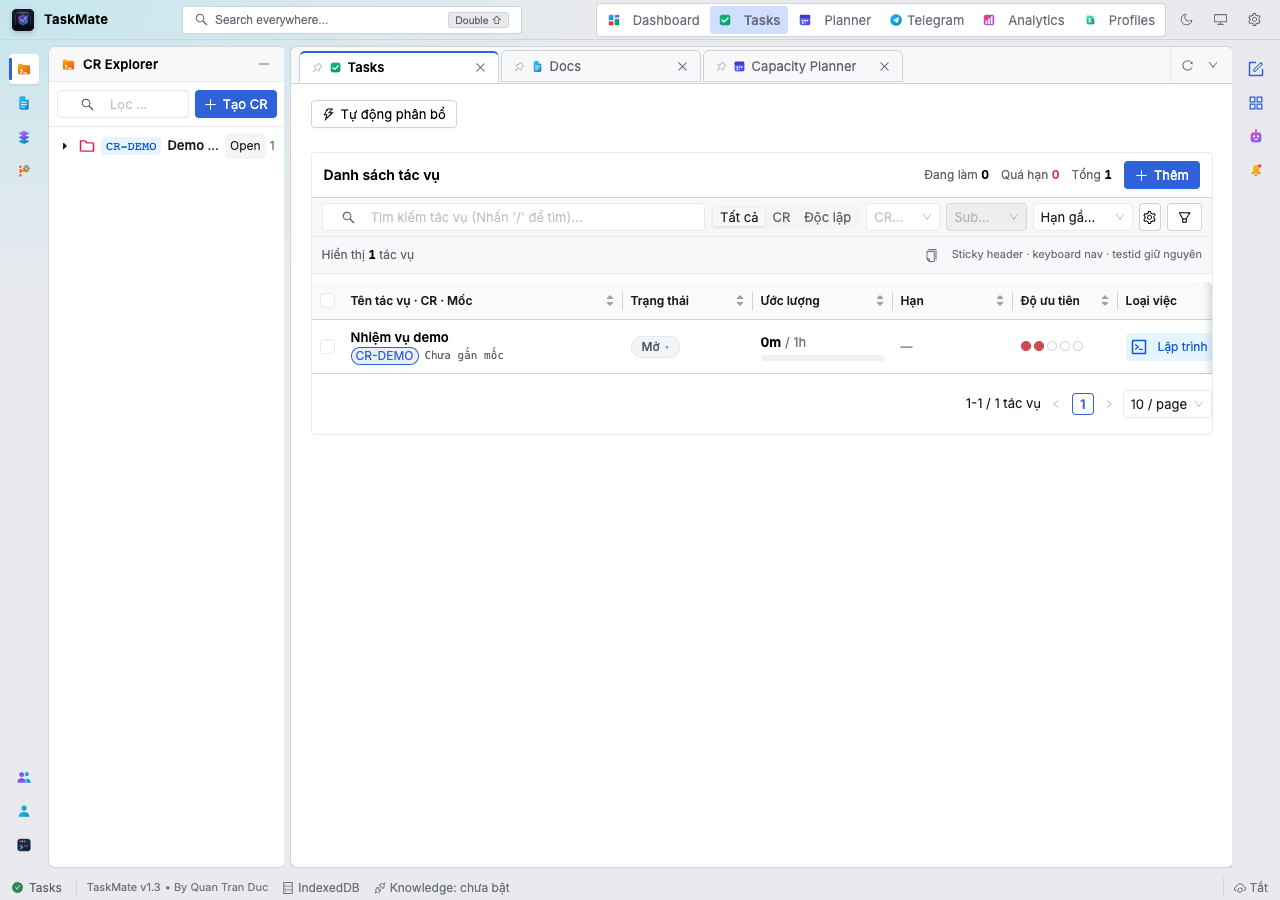 TaskMate
Search everywhere...
Double ⇧
Dashboard
Tasks
Planner
Telegram
Analytics
Profiles
CR Explorer
Lọc ...
Tạo CR
CR-DEMO Demo ... Open 1
Tasks
Docs
Capacity Planner
Tự động phân bổ
Danh sách tác vụ
Đang làm 0 Quá hạn 0 Tổng 1
Thêm
Tìm kiếm tác vụ (Nhấn '/' để tìm)...
Tất cả CR Độc lập
CR...
Sub...
Hạn gầ...
Hiển thị 1 tác vụ
Sticky header · keyboard nav · testid giữ nguyên
Tên tác vụ · CR · Mốc
Trạng thái
Ước lượng
Hạn
Độ ưu tiên
Loại việc
Nhiệm vụ demo
CR-DEMO Chưa gắn mốc
Mở ·
0m / 1h
—
Lập trình
1-1 / 1 tác vụ
1
10 / page
Tasks
TaskMate v1.3 • By Quan Tran Duc
IndexedDB
Knowledge: chưa bật
Tắt